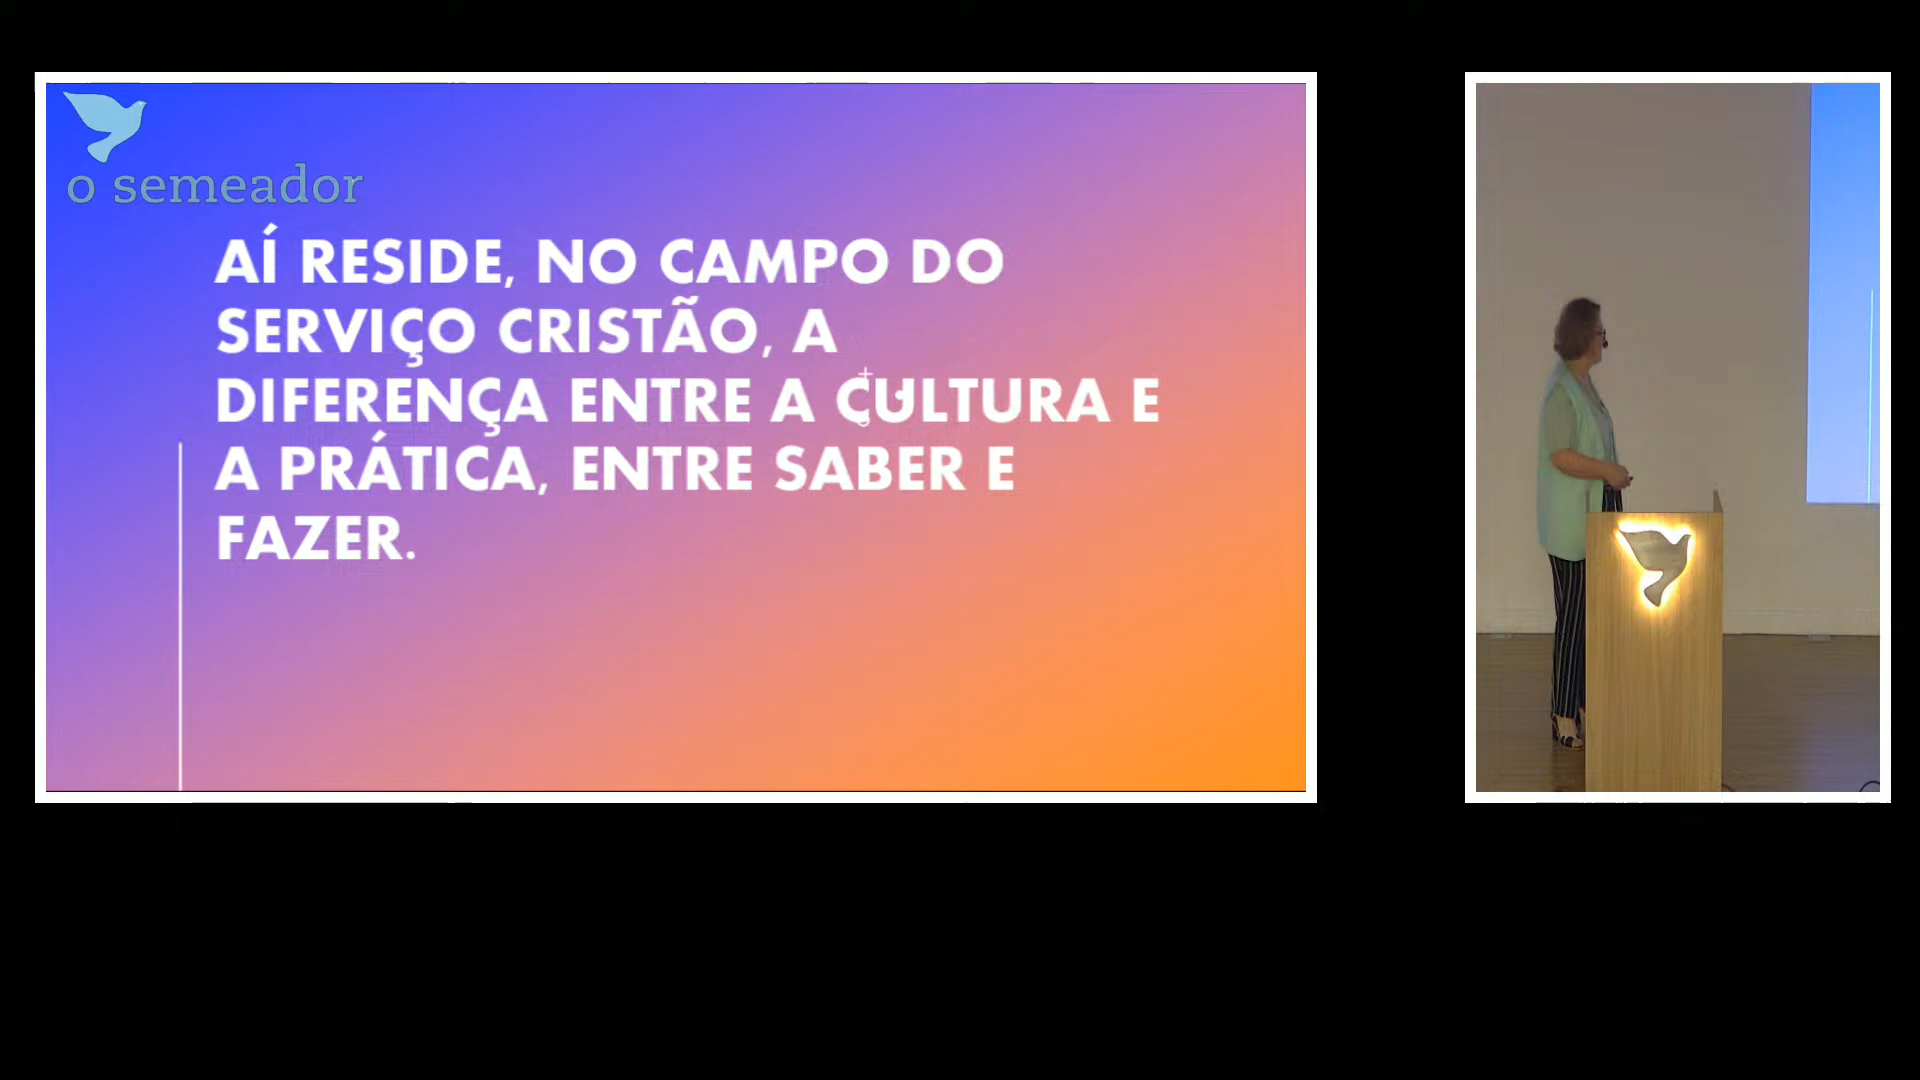 o semeador
AÍ RESIDE, NO CAMPO DO
SERVIÇO CRISTÃO, A
DIFERENÇA ENTRE A CULTURA E
A PRÁTICA, ENTRE SABER E
FAZER.